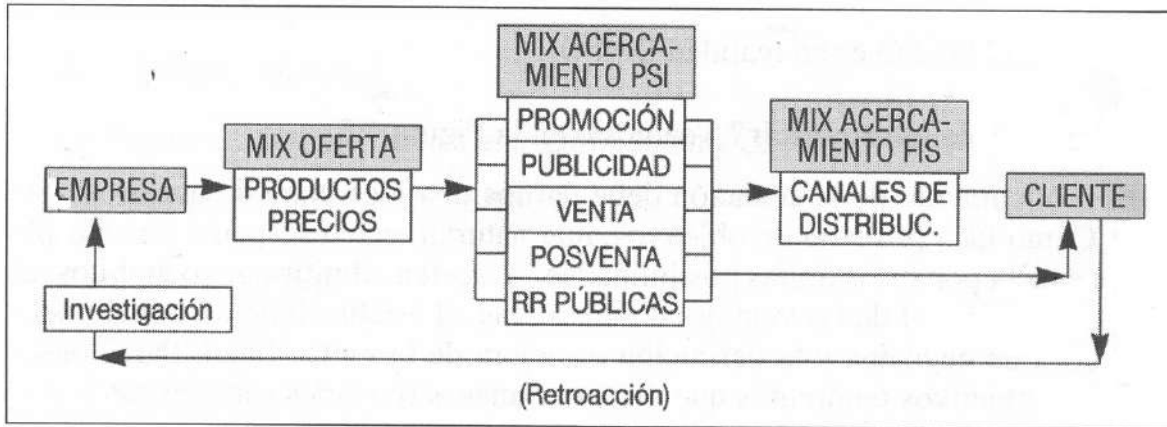 MIX ACERCA-
MIENTO PSI
PROMOCIÓN
PUBLICIDAD
VENTA
POSVENTA
RR PÚBLICAS
MIX OFERTA
PRODUCTOS
PRECIOS
MIX ACERCA-
MIENTO FIS
CANALES DE
DISTRIBUC.
EMPRESA
CLIENTE
Investigación
(Retroacción)